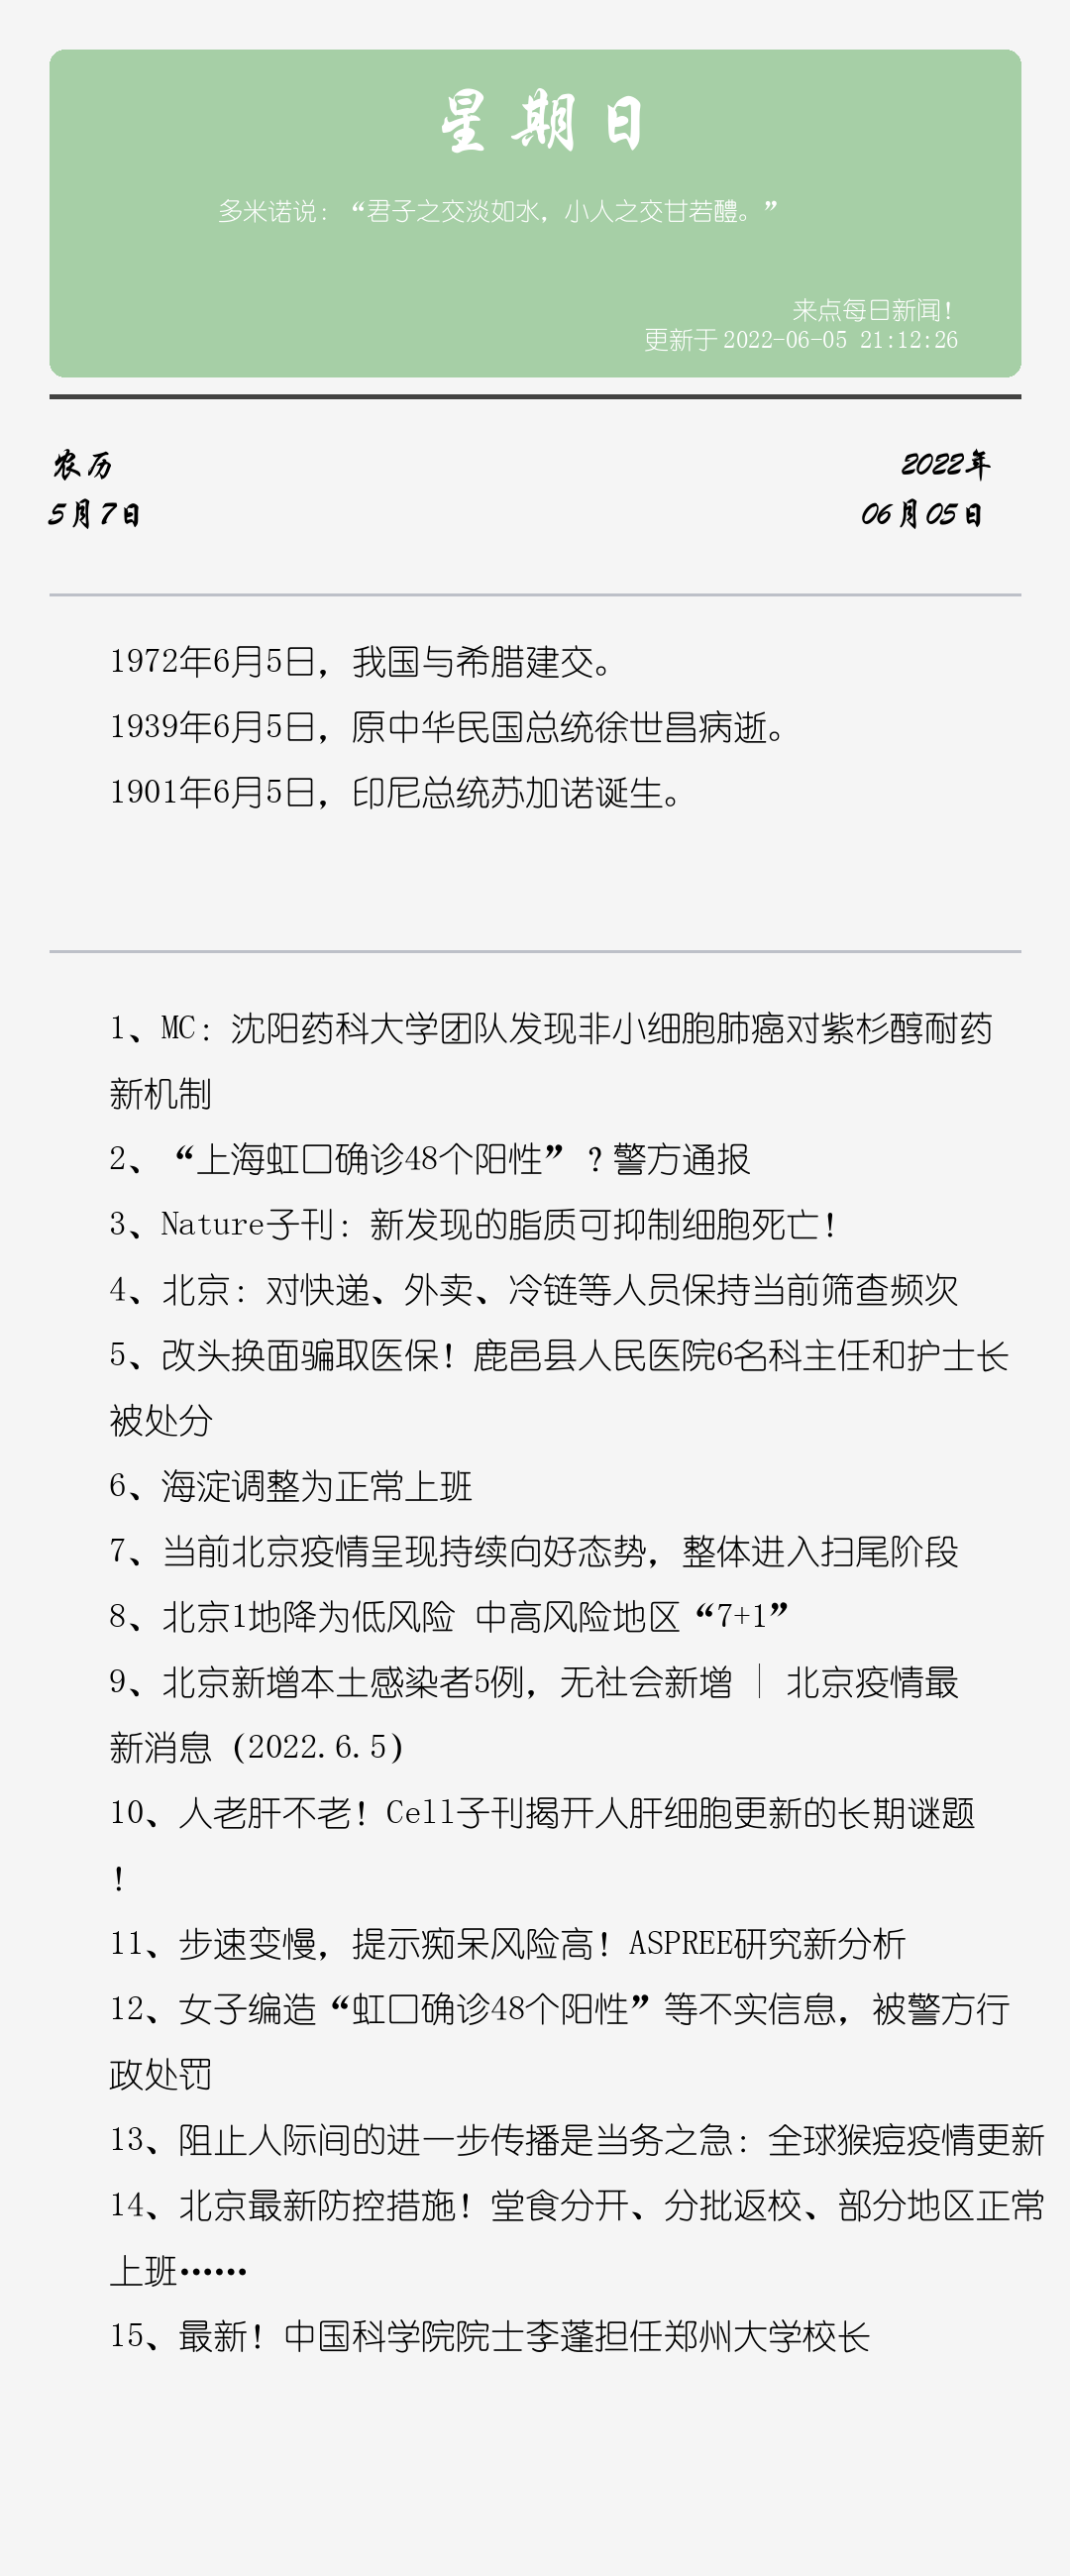 星期日
多米诺说：“君子之交淡如水，小人之交甘若醴。”
来点每日新闻！
更新于 2022-06-05 21:12:26
农历
2022年
5月7日
06月05日
1972年6月5日，我国与希腊建交。
1939年6月5日，原中华民国总统徐世昌病逝。
1901年6月5日，印尼总统苏加诺诞生。
1、MC：沈阳药科大学团队发现非小细胞肺癌对紫杉醇耐药
新机制
2、“上海虹口确诊48个阳性”？警方通报
3、Nature子刊：新发现的脂质可抑制细胞死亡！
4、北京：对快递、外卖、冷链等人员保持当前筛查频次
5、改头换面骗取医保！鹿邑县人民医院6名科主任和护士长
被处分
6、海淀调整为正常上班
7、当前北京疫情呈现持续向好态势，整体进入扫尾阶段
8、北京1地降为低风险 中高风险地区“7+1”
9、北京新增本土感染者5例，无社会新增 | 北京疫情最
新消息（2022.6.5）
10、人老肝不老！Cell子刊揭开人肝细胞更新的长期谜题
！
11、步速变慢，提示痴呆风险高！ASPREE研究新分析
12、女子编造“虹口确诊48个阳性”等不实信息，被警方行
政处罚
13、阻止人际间的进一步传播是当务之急：全球猴痘疫情更新
14、北京最新防控措施！堂食分开、分批返校、部分地区正常
上班……
15、最新！中国科学院院士李蓬担任郑州大学校长